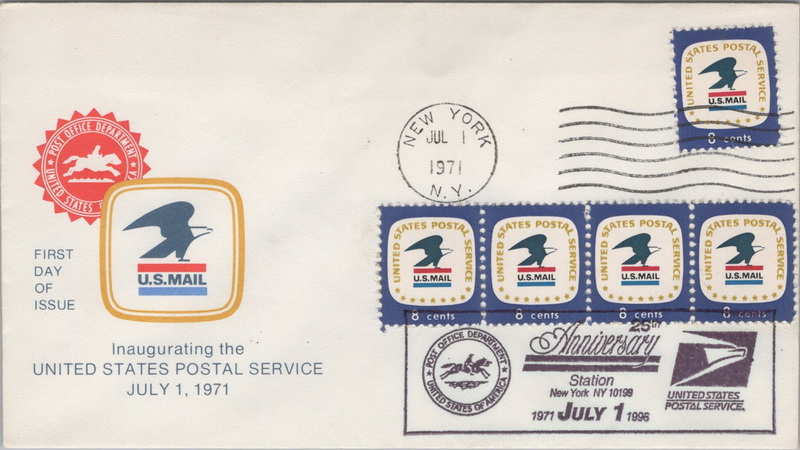 POST OFFICE DEPARTMENT
UNITED STATES OF AMERICA
U.S.MAIL
FIRST
DAY
OF
ISSUE
Inaugurating the
UNITED STATES POSTAL SERVICE
JULY 1, 1971
NEW YORK
JUL 1
1971
N.Y.
UNITED STATES POSTAL SERVICE
U.S.MAIL
8 cents
UNITED STATES POSTAL SERVICE
U.S.MAIL
8 cents
UNITED STATES POSTAL SERVICE
U.S.MAIL
8 cents
UNITED STATES POSTAL SERVICE
U.S.MAIL
8 cents
UNITED STATES POSTAL SERVICE
U.S.MAIL
8 cents
POST OFFICE DEPARTMENT
UNITED STATES OF AMERICA
25th
Anniversary
Station
New York NY 10199
1971 JULY 1 1996
UNITED STATES
POSTAL SERVICE.